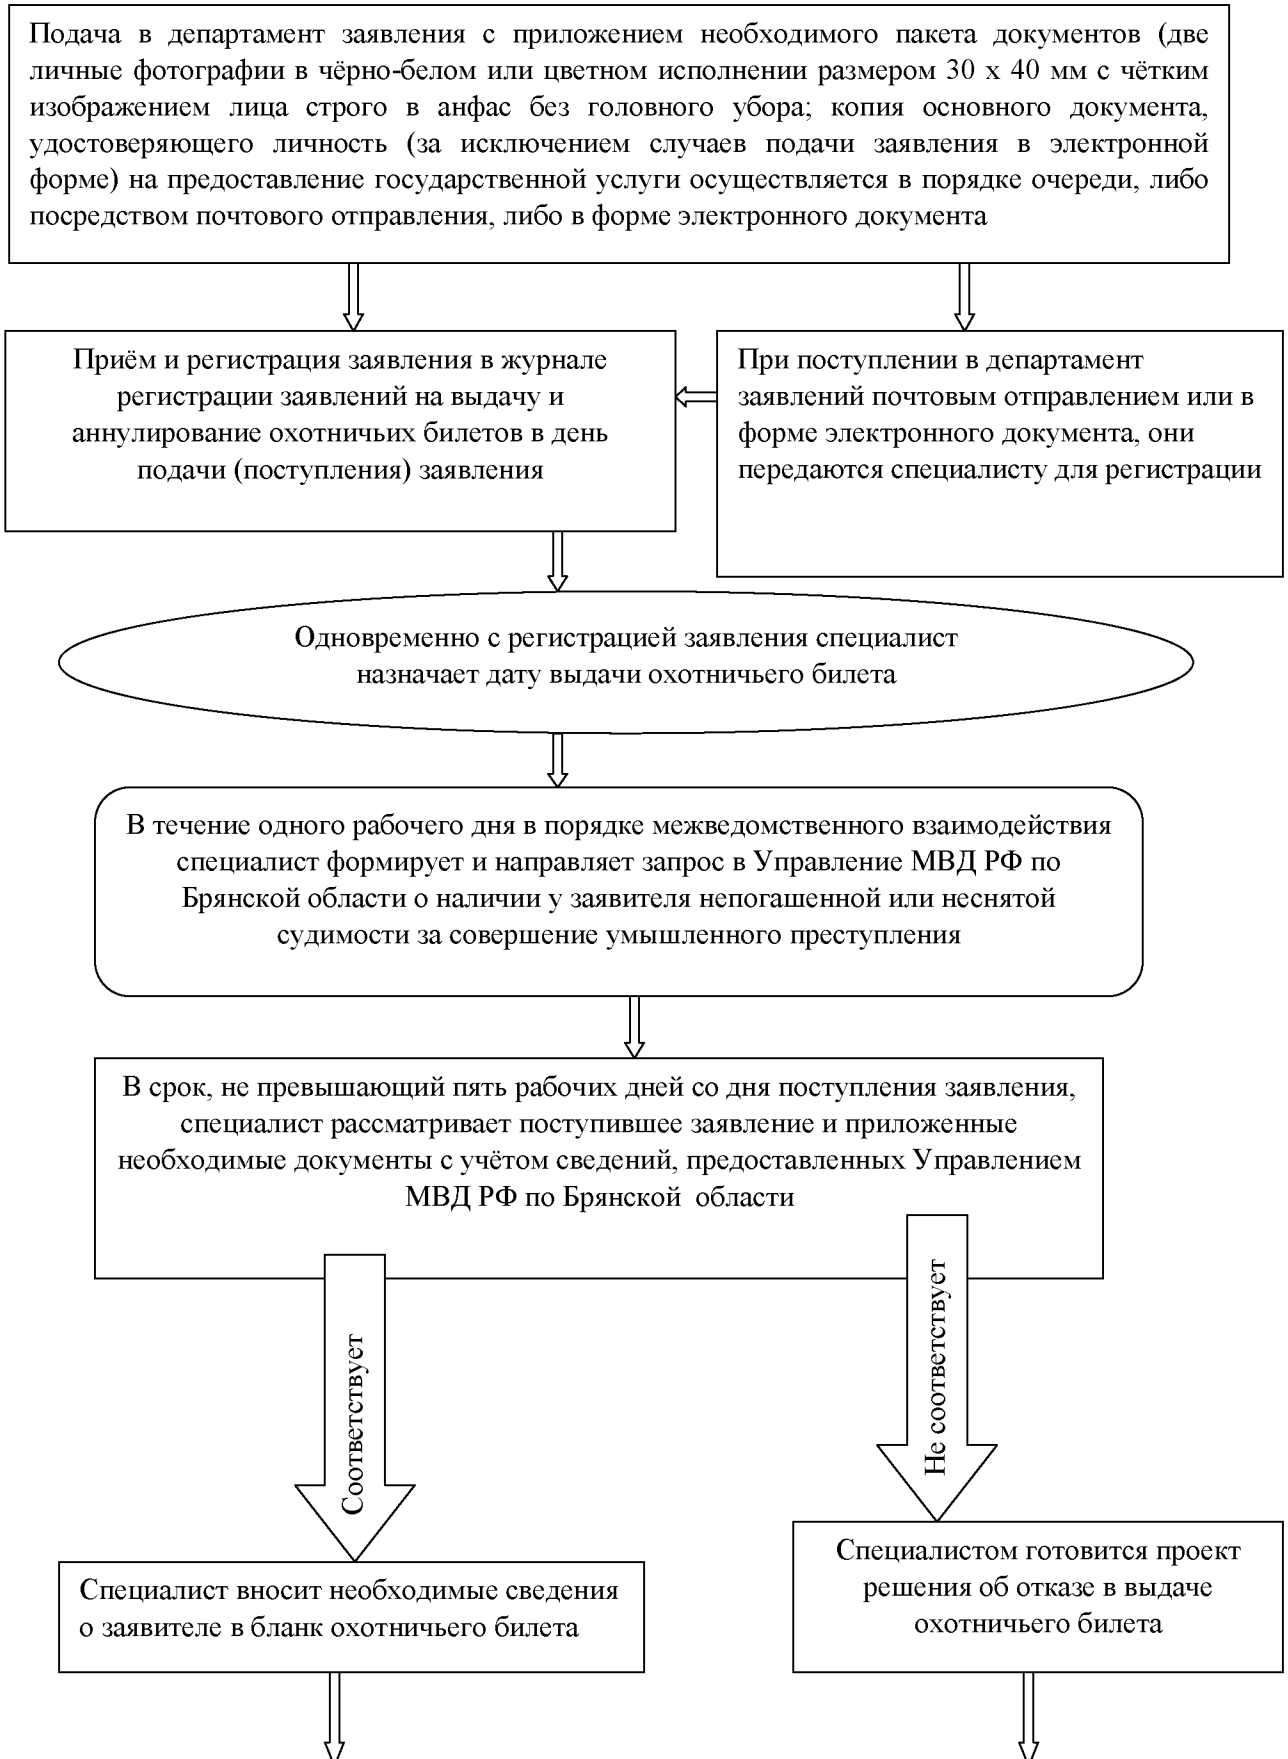 Подача в департамент заявления с приложением необходимого пакета документов (две
личные фотографии в чёрно-белом или цветном исполнении размером 30 х 40 мм с чётким
изображением лица строго в анфас без головного убора; копия основного документа,
удостоверяющего личность (за исключением случаев подачи заявления в электронной
форме) на предоставление государственной услуги осуществляется в порядке очереди, либо
посредством почтового отправления, либо в форме электронного документа
Приём и регистрация заявления в журнале
регистрации заявлений на выдачу и
аннулирование охотничьих билетов в день
подачи (поступления) заявления
При поступлении в департамент
заявлений почтовым отправлением или в
форме электронного документа, они
передаются специалисту для регистрации
Одновременно с регистрацией заявления специалист
назначает дату выдачи охотничьего билета
В течение одного рабочего дня в порядке межведомственного взаимодействия
специалист формирует и направляет запрос в Управление МВД РФ по
Брянской области о наличии у заявителя непогашенной или неснятой
судимости за совершение умышленного преступления
В срок, не превышающий пять рабочих дней со дня поступления заявления,
специалист рассматривает поступившее заявление и приложенные
необходимые документы с учётом сведений, предоставленных Управлением
МВД РФ по Брянской  области
Соответствует
Не соответствует
Специалист вносит необходимые сведения
о заявителе в бланк охотничьего билета
Специалистом готовится проект
решения об отказе в выдаче
охотничьего билета